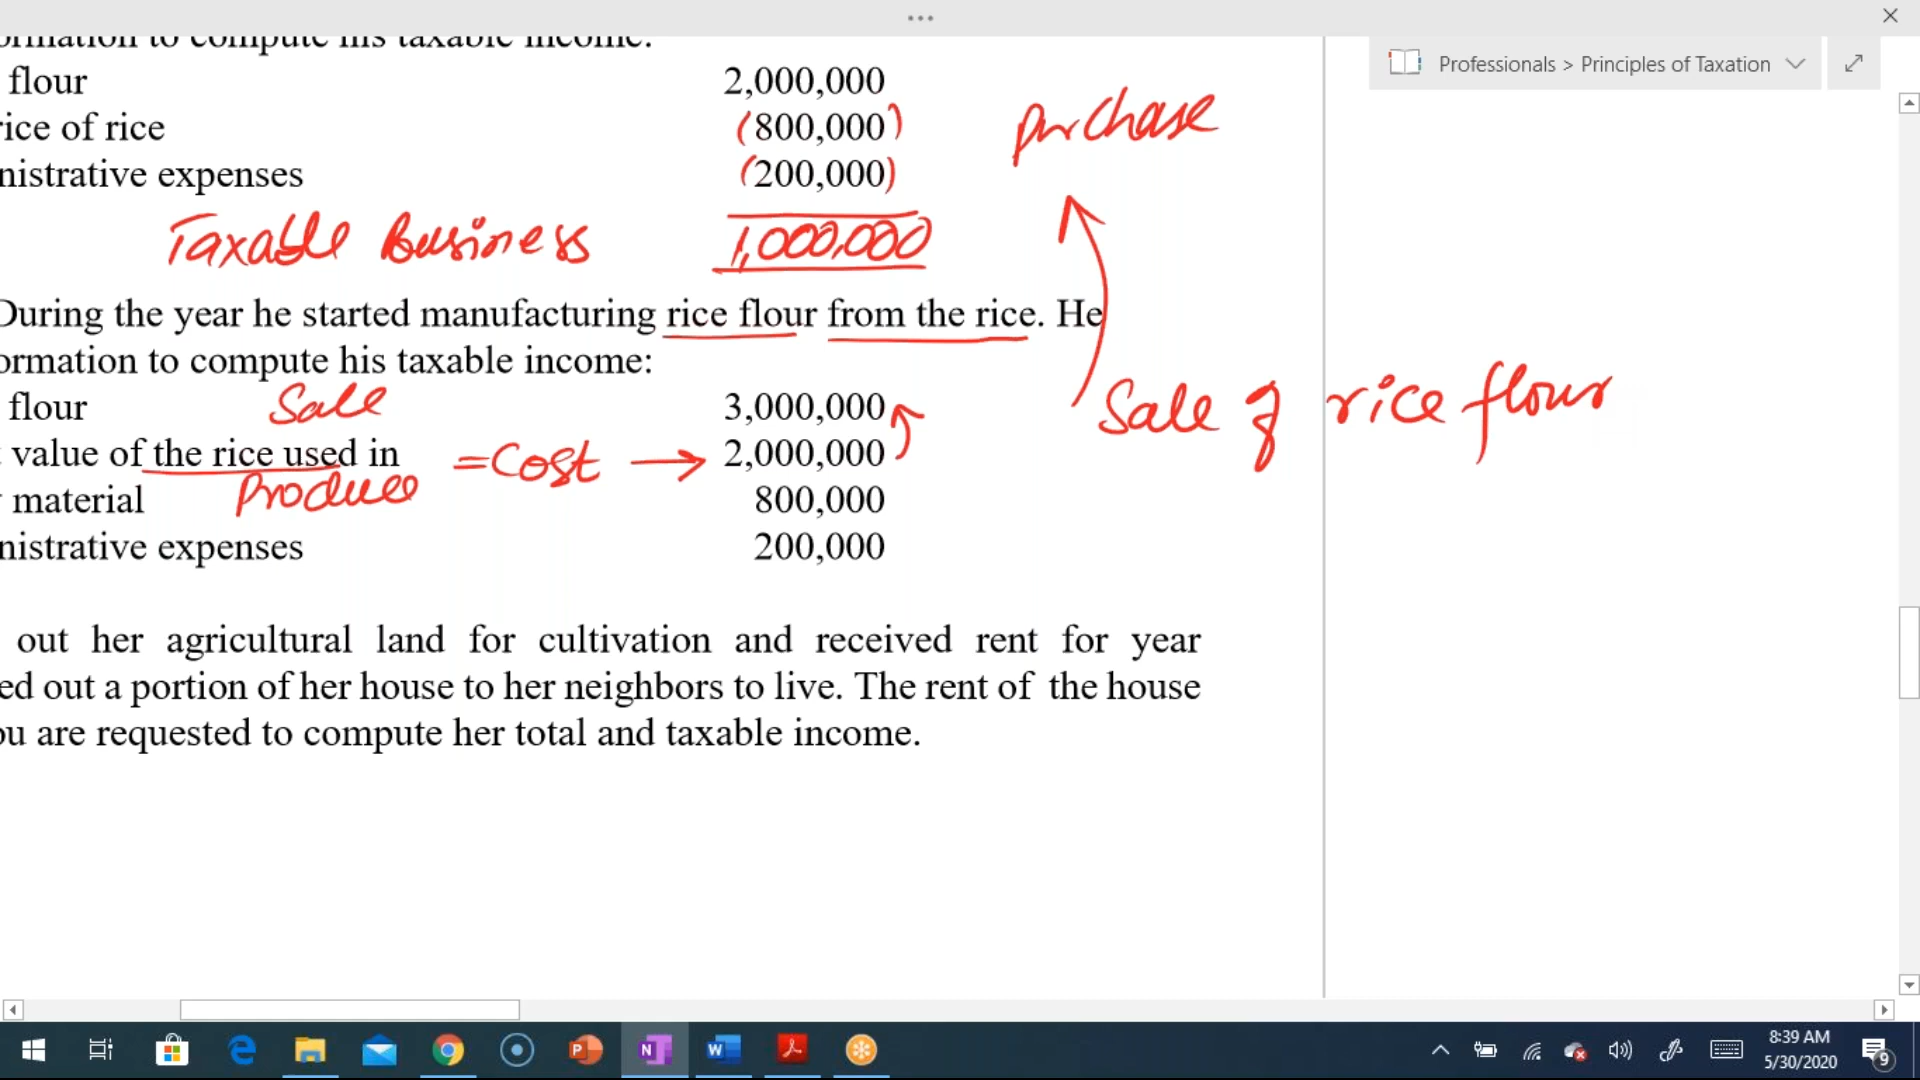 formation to compute his taxable income:
Professionals > Principles of Taxation
flour 2,000,000
rice of rice (800,000) Purchase
nistrative expenses (200,000)
Taxable Business 1,000,000
During the year he started manufacturing rice flour from the rice. He
ormation to compute his taxable income:
flour Sale 3,000,000 Sale of rice flour
value of the rice used in =Cost → 2,000,000
material Produce 800,000
nistrative expenses 200,000
out her agricultural land for cultivation and received rent for year
ed out a portion of her house to her neighbors to live. The rent of the house
ou are requested to compute her total and taxable income.
8:39 AM
5/30/2020
9